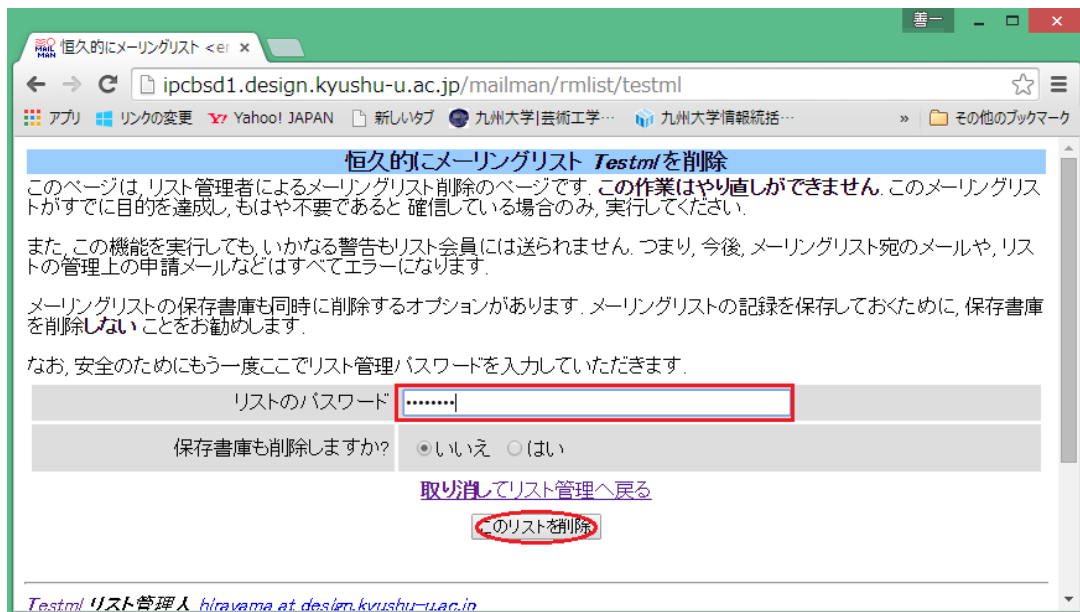 善一
恒久的にメーリングリスト <er
ipcbsd1.design.kyushu-u.ac.jp/mailman/rmlist/testml
アプリ リンクの変更 Yahoo! JAPAN 新しいタブ 九州大学|芸術工学… 九州大学情報統括… » その他のブックマーク
恒久的にメーリングリスト Testmlを削除
このページは, リスト管理者によるメーリングリスト削除のページです. この作業はやり直しができません. このメーリングリス
トがすでに目的を達成し, もはや不要であると 確信している場合のみ, 実行してください.
また, この機能を実行しても, いかなる警告もリスト会員には送られません. つまり, 今後, メーリングリスト宛のメールや, リス
トの管理上の申請メールなどはすべてエラーになります.
メーリングリストの保存書庫も同時に削除するオプションがあります. メーリングリストの記録を保存しておくために, 保存書庫
を削除しない ことをお勧めします.
なお, 安全のためにもう一度ここでリスト管理パスワードを入力していただきます.
リストのパスワード ••••••••
保存書庫も削除しますか? いいえ はい
取り消してリスト管理へ戻る
このリストを削除
Testml リスト管理人 hirayama at design.kyushu-u.ac.jp